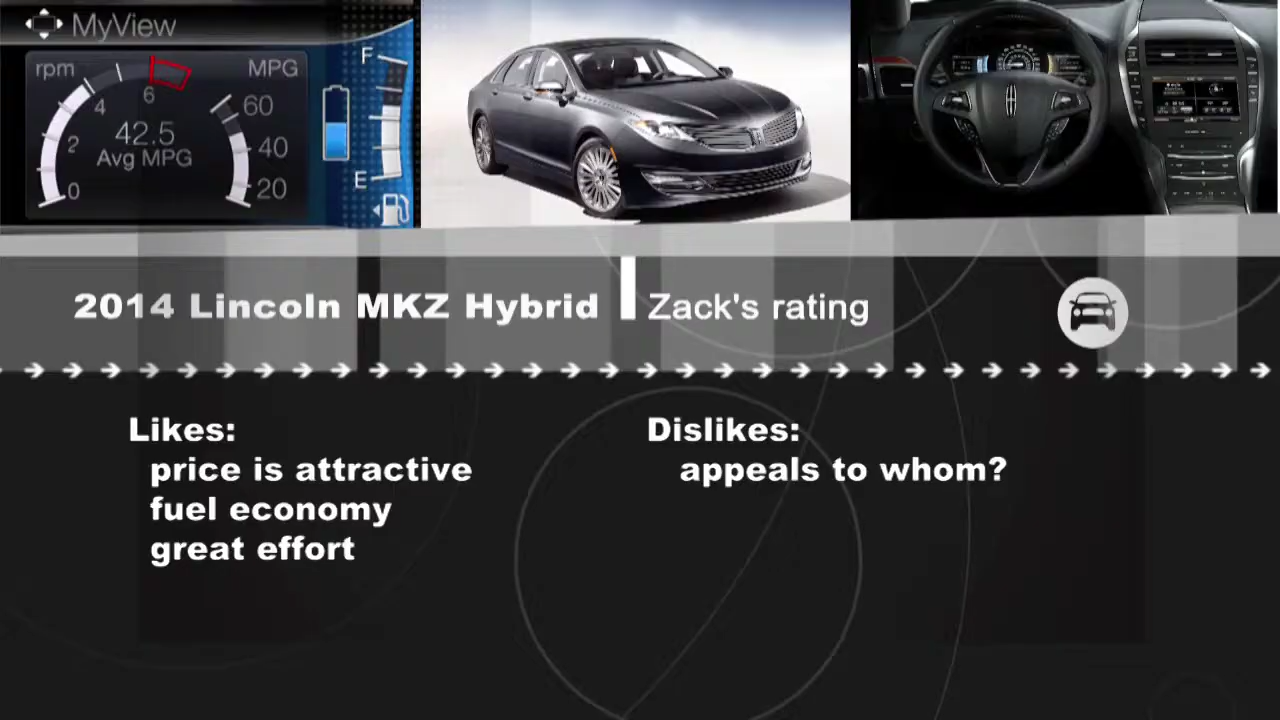 MyView
rpm
MPG
F
6
60
4
42.5
2
40
Avg MPG
E
0
20
2014 Lincoln MKZ Hybrid
Zack's rating
Likes:
price is attractive
fuel economy
great effort
Dislikes:
appeals to whom?